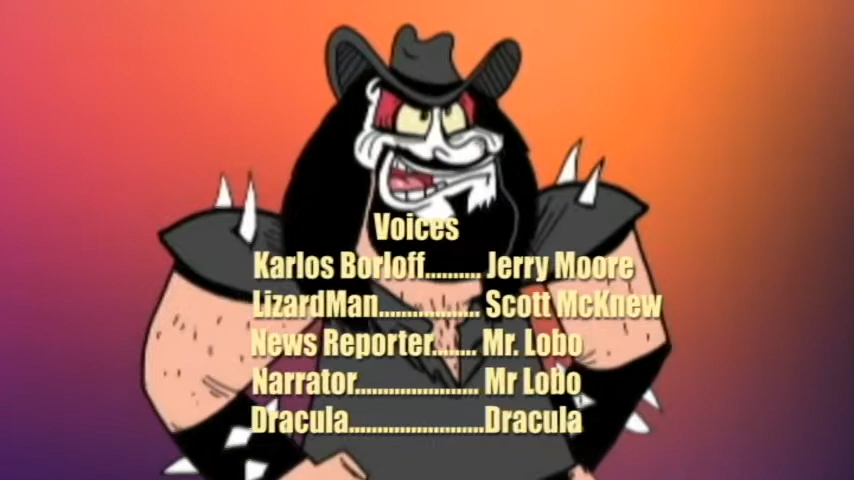 Voices
Karlos Borloff.......... Jerry Moore
LizardMan.................. Scott McKnew
News Reporter........ Mr. Lobo
Narrator...................... Mr Lobo
Dracula........................Dracula